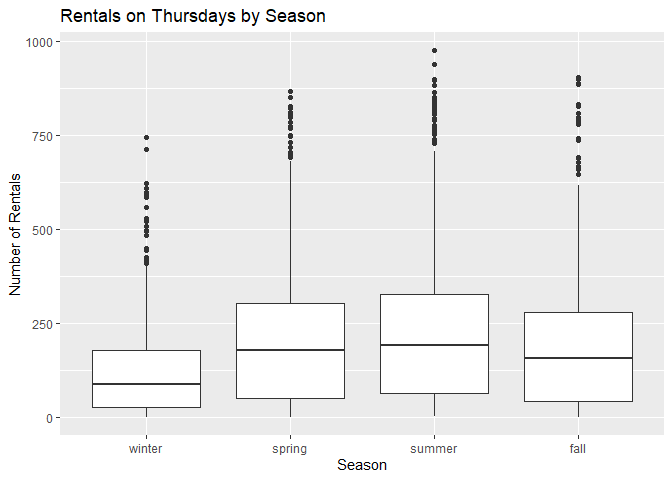 Rentals on Thursdays by Season
1000
750
500
250
0
Number of Rentals
winter spring summer fall
Season